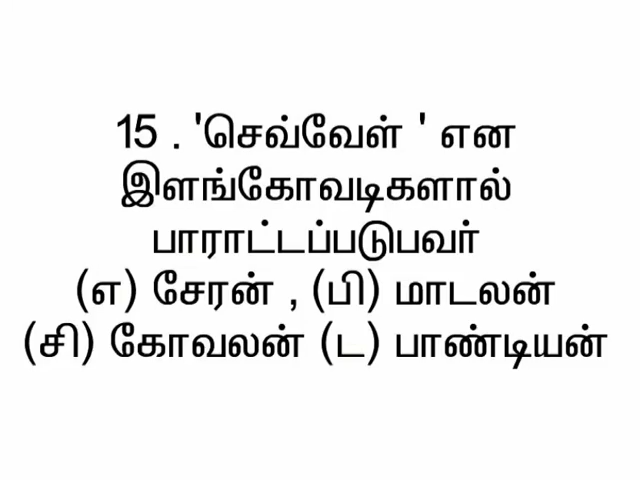 15 . 'செவ்வேள் ' என
இளங்கோவடிகளால்
பாராட்டப்படுபவர்
(எ) சேரன் , (பி) மாடலன்
(சி) கோவலன் (ட) பாண்டியன்